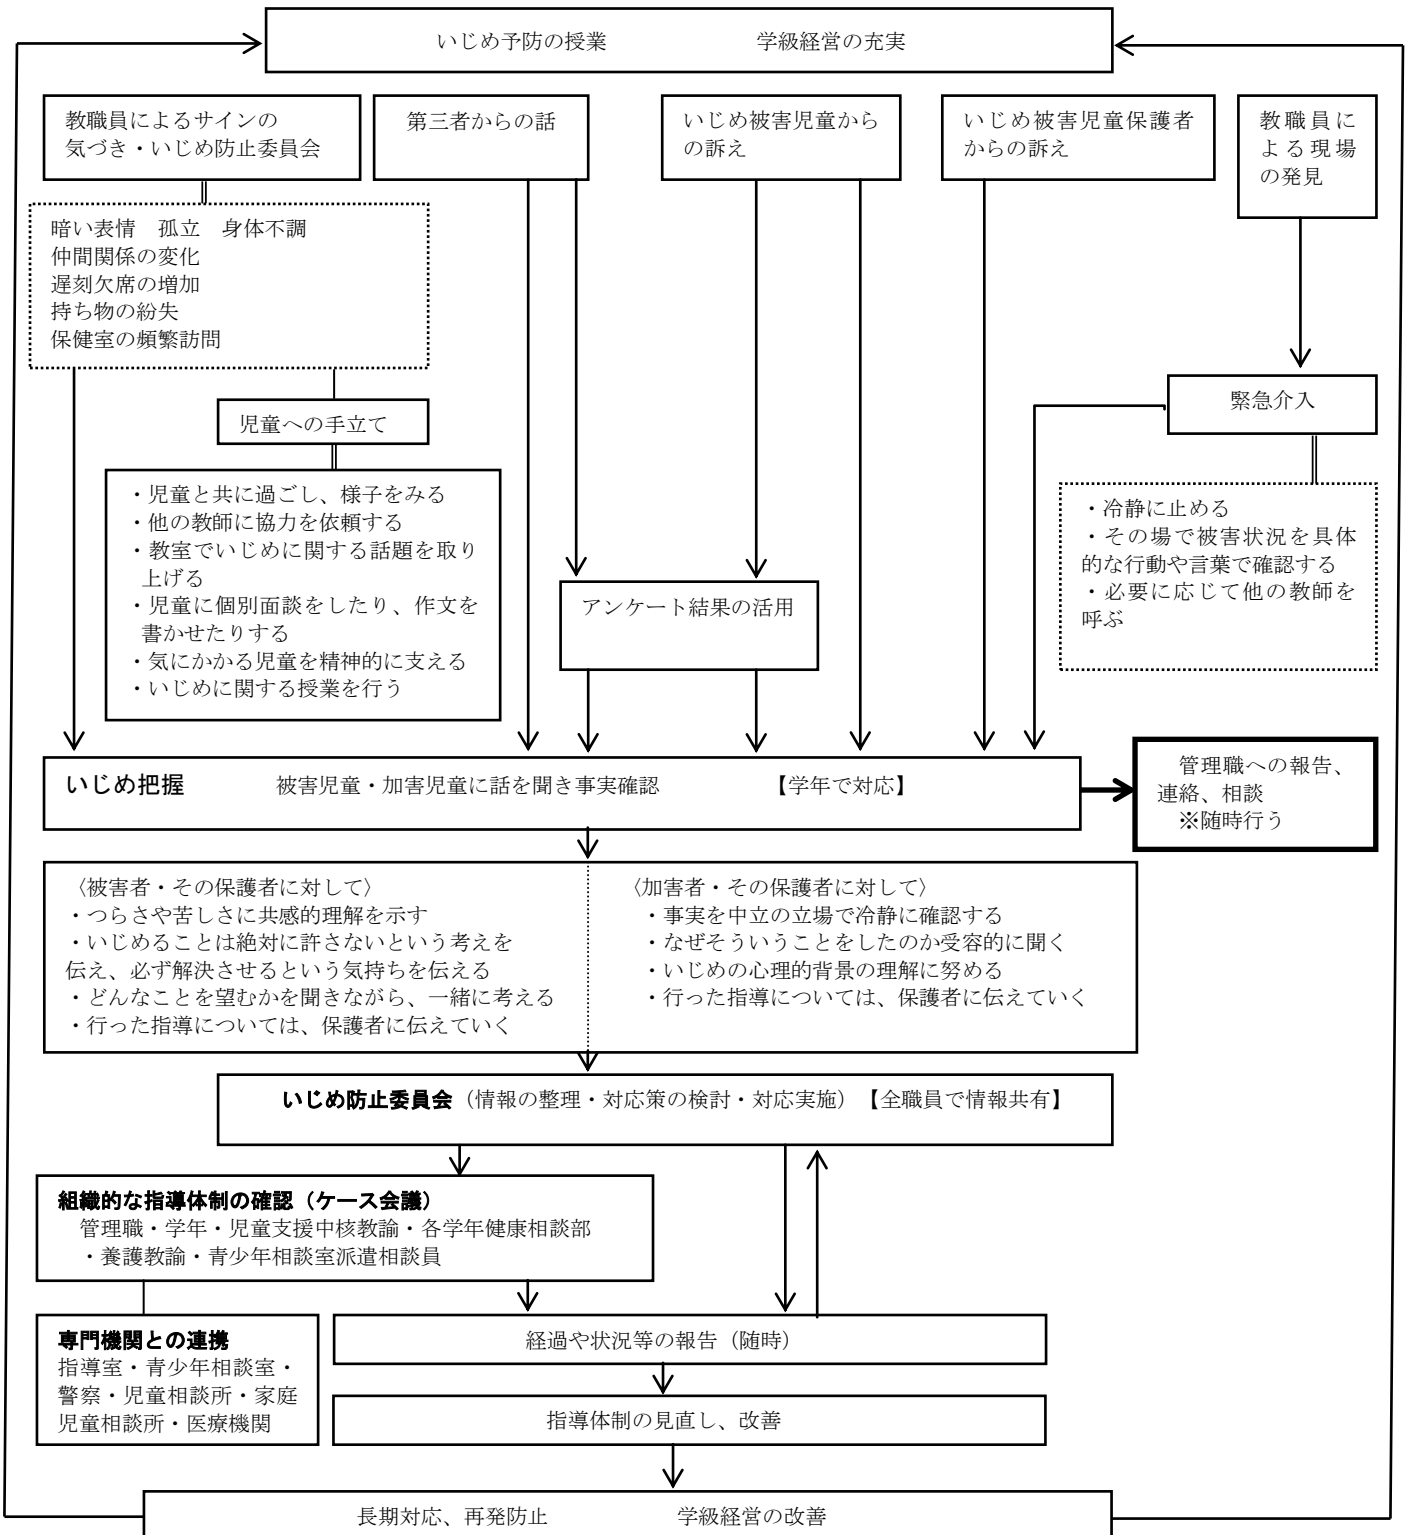 いじめ予防の授業　　　　　　　学級経営の充実
教職員によるサインの
気づき・いじめ防止委員会
第三者からの話
いじめ被害児童から
の訴え
いじめ被害児童保護者
からの訴え
教職員に
よる現場
の発見
暗い表情　孤立　身体不調
仲間関係の変化
遅刻欠席の増加
持ち物の紛失
保健室の頻繁訪問
児童への手立て
・児童と共に過ごし、様子をみる
・他の教師に協力を依頼する
・教室でいじめに関する話題を取り
上げる
・児童に個別面談をしたり、作文を
書かせたりする
・気にかかる児童を精神的に支える
・いじめに関する授業を行う
アンケート結果の活用
緊急介入
・冷静に止める
・その場で被害状況を具体
的な行動や言葉で確認する
・必要に応じて他の教師を
呼ぶ
いじめ把握　　　　被害児童・加害児童に話を聞き事実確認　　　　　【学年で対応】
管理職への報告、
連絡、相談
※随時行う
〈被害者・その保護者に対して〉
・つらさや苦しさに共感的理解を示す
・いじめることは絶対に許さないという考えを
伝え、必ず解決させるという気持ちを伝える
・どんなことを望むかを聞きながら、一緒に考える
・行った指導については、保護者に伝えていく
〈加害者・その保護者に対して〉
・事実を中立の立場で冷静に確認する
・なぜそういうことをしたのか受容的に聞く
・いじめの心理的背景の理解に努める
・行った指導については、保護者に伝えていく
いじめ防止委員会（情報の整理・対応策の検討・対応実施）【全職員で情報共有】
組織的な指導体制の確認（ケース会議）
管理職・学年・児童支援中核教諭・各学年健康相談部
・養護教諭・青少年相談室派遣相談員
専門機関との連携
指導室・青少年相談室・
警察・児童相談所・家庭
児童相談所・医療機関
経過や状況等の報告（随時）
指導体制の見直し、改善
長期対応、再発防止　　　　　　学級経営の改善